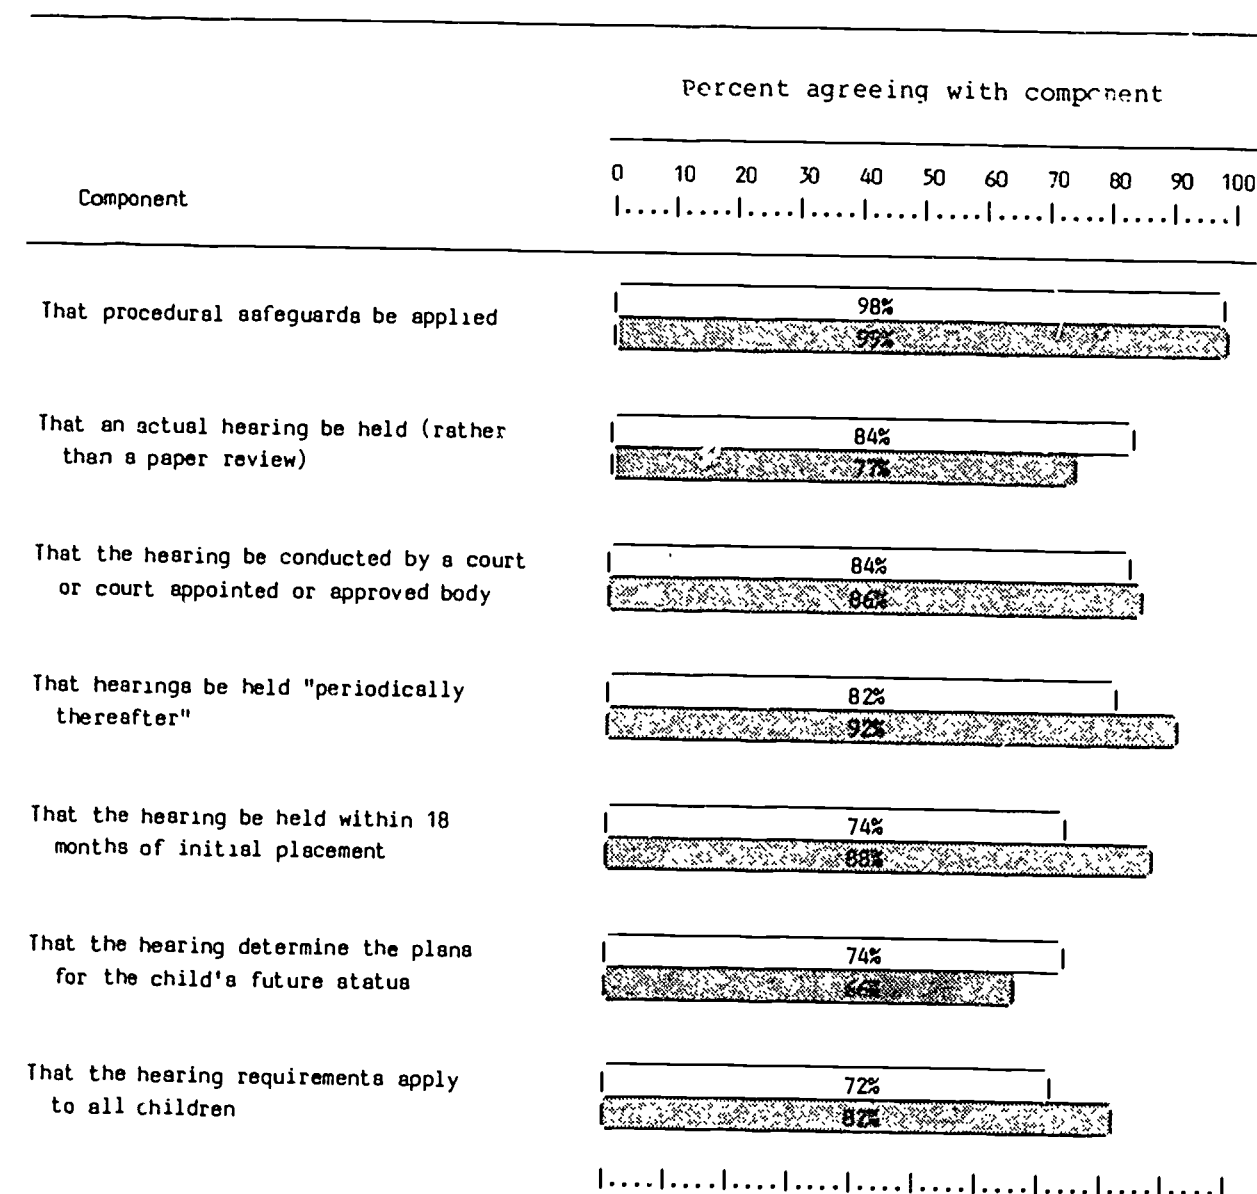 Percent agreeing with component
Component
0 10 20 30 40 50 60 70 80 90 100
That procedural safeguards be applied
98%
99%
That an actual hearing be held (rather
than a paper review)
84%
77%
That the hearing be conducted by a court
or court appointed or approved body
84%
86%
That hearings be held "periodically
thereafter"
82%
92%
That the hearing be held within 18
months of initial placement
74%
88%
That the hearing determine the plans
for the child's future status
74%
66%
That the hearing requirements apply
to all children
72%
82%